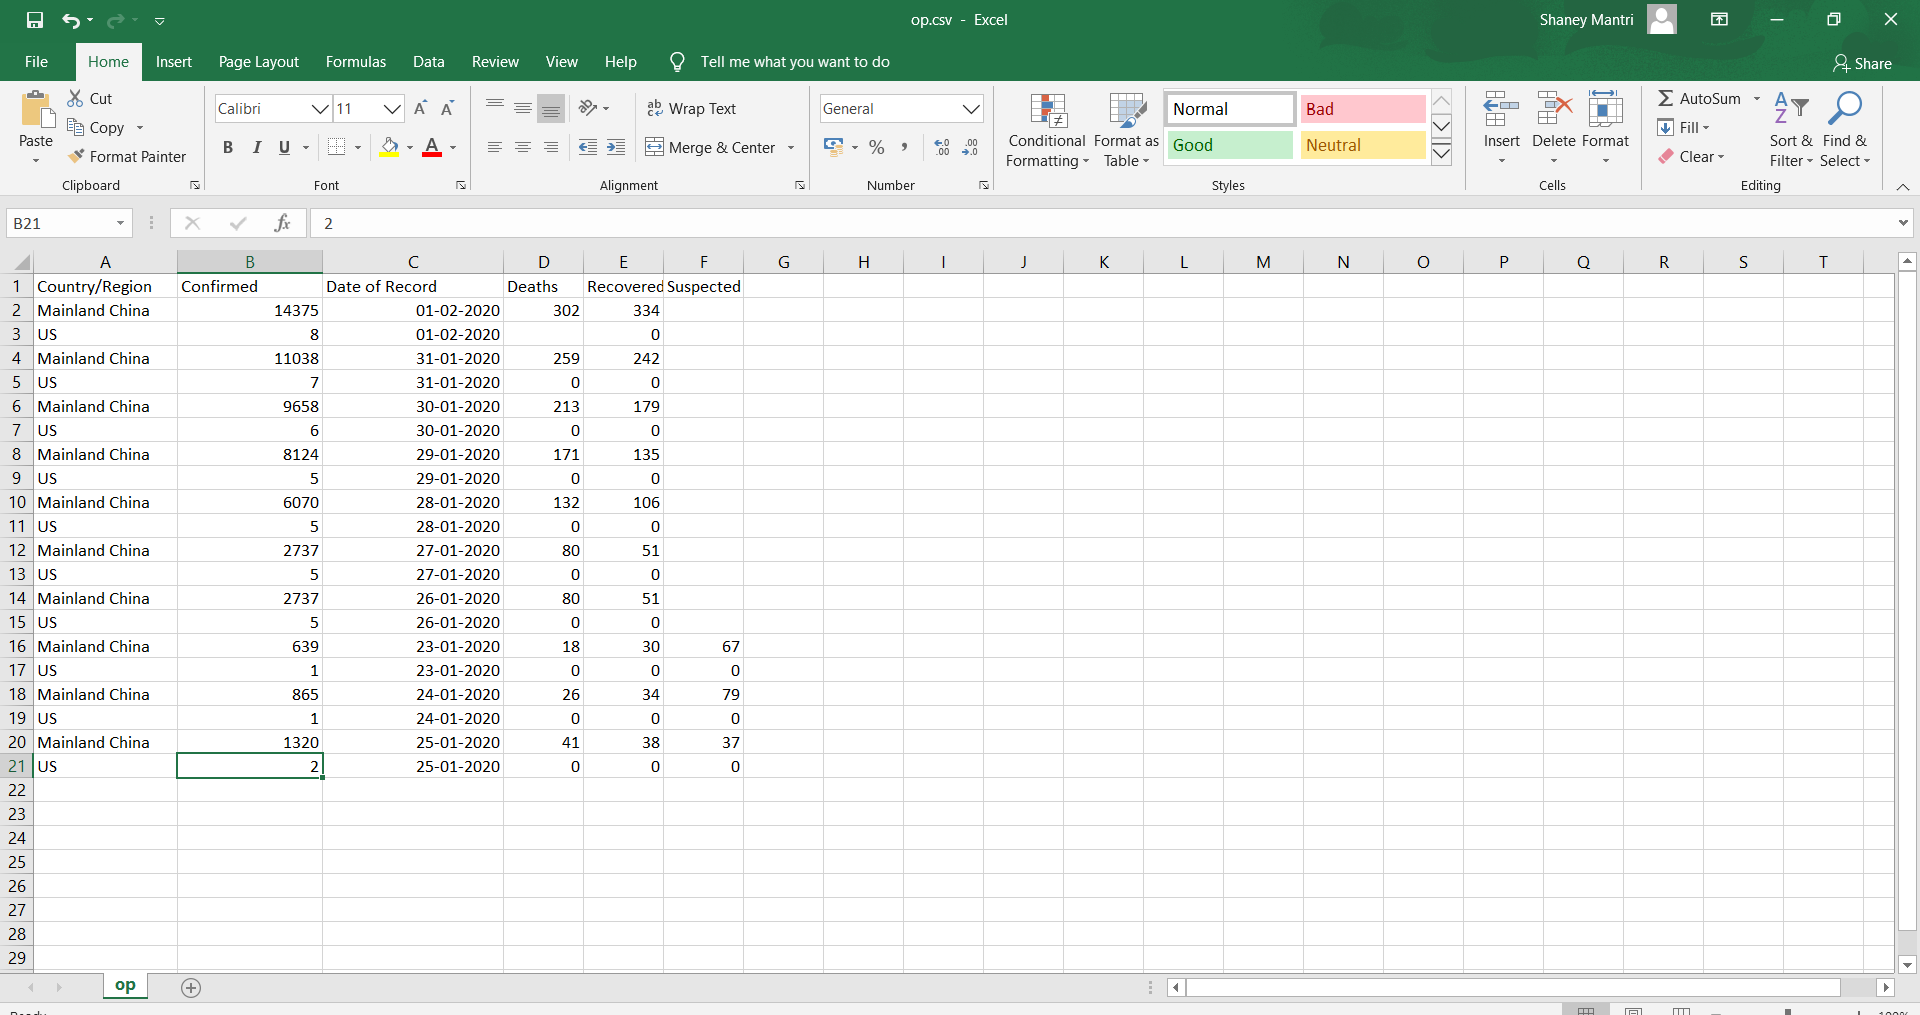 op.csv - Excel
Shaney Mantri
File Home Insert Page Layout Formulas Data Review View Help Tell me what you want to do
Share
Paste
Cut
Copy
Format Painter
Clipboard
Calibri 11
B I U
Font
Wrap Text
Merge & Center
Alignment
General
%
Number
Conditional Formatting
Format as Table
Normal Bad
Good Neutral
Styles
Insert Delete Format
Cells
AutoSum
Fill
Clear
Sort & Filter
Find & Select
Editing
B21 fx 2
A B C D E F G H I J K L M N O P Q R S T
1 Country/Region Confirmed Date of Record Deaths Recovered Suspected
2 Mainland China 14375 01-02-2020 302 334
3 US 8 01-02-2020 0
4 Mainland China 11038 31-01-2020 259 242
5 US 7 31-01-2020 0 0
6 Mainland China 9658 30-01-2020 213 179
7 US 6 30-01-2020 0 0
8 Mainland China 8124 29-01-2020 171 135
9 US 5 29-01-2020 0 0
10 Mainland China 6070 28-01-2020 132 106
11 US 5 28-01-2020 0 0
12 Mainland China 2737 27-01-2020 80 51
13 US 5 27-01-2020 0 0
14 Mainland China 2737 26-01-2020 80 51
15 US 5 26-01-2020 0 0
16 Mainland China 639 23-01-2020 18 30 67
17 US 1 23-01-2020 0 0 0
18 Mainland China 865 24-01-2020 26 34 79
19 US 1 24-01-2020 0 0 0
20 Mainland China 1320 25-01-2020 41 38 37
21 US 2 25-01-2020 0 0 0
22
23
24
25
26
27
28
29
op